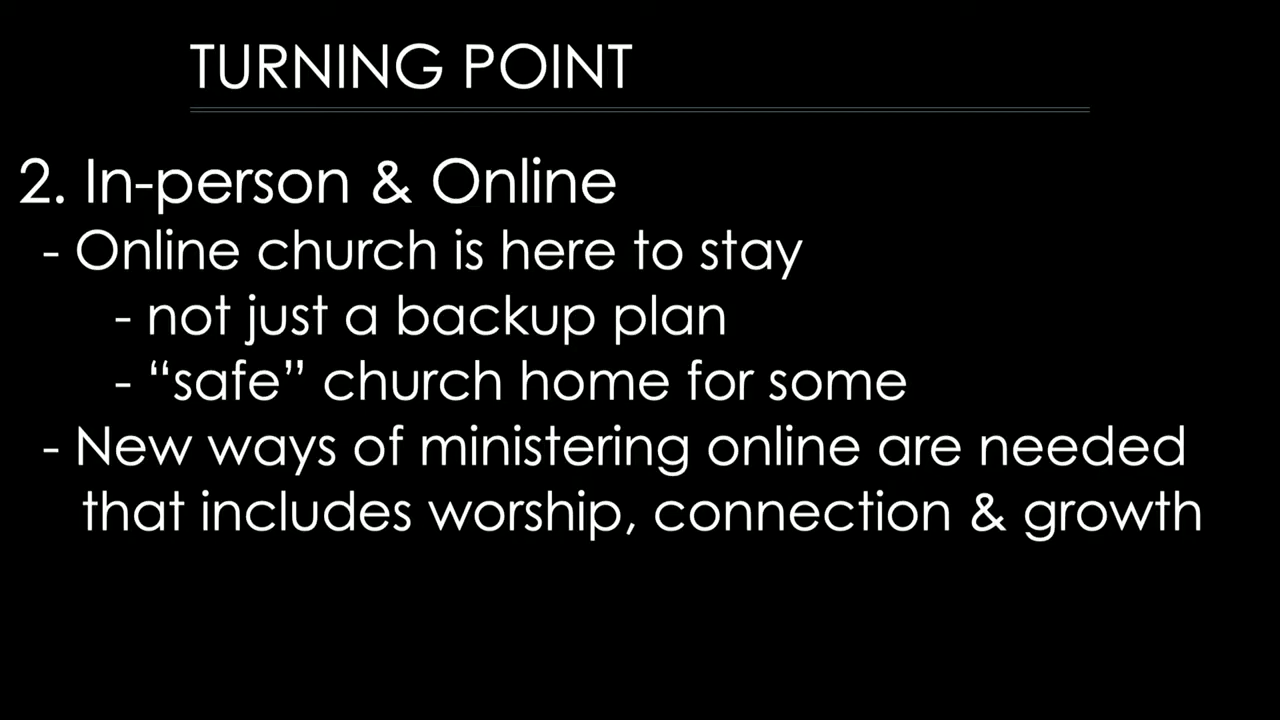 TURNING POINT
2. In-person & Online
- Online church is here to stay
- not just a backup plan
- “safe” church home for some
- New ways of ministering online are needed
that includes worship, connection & growth